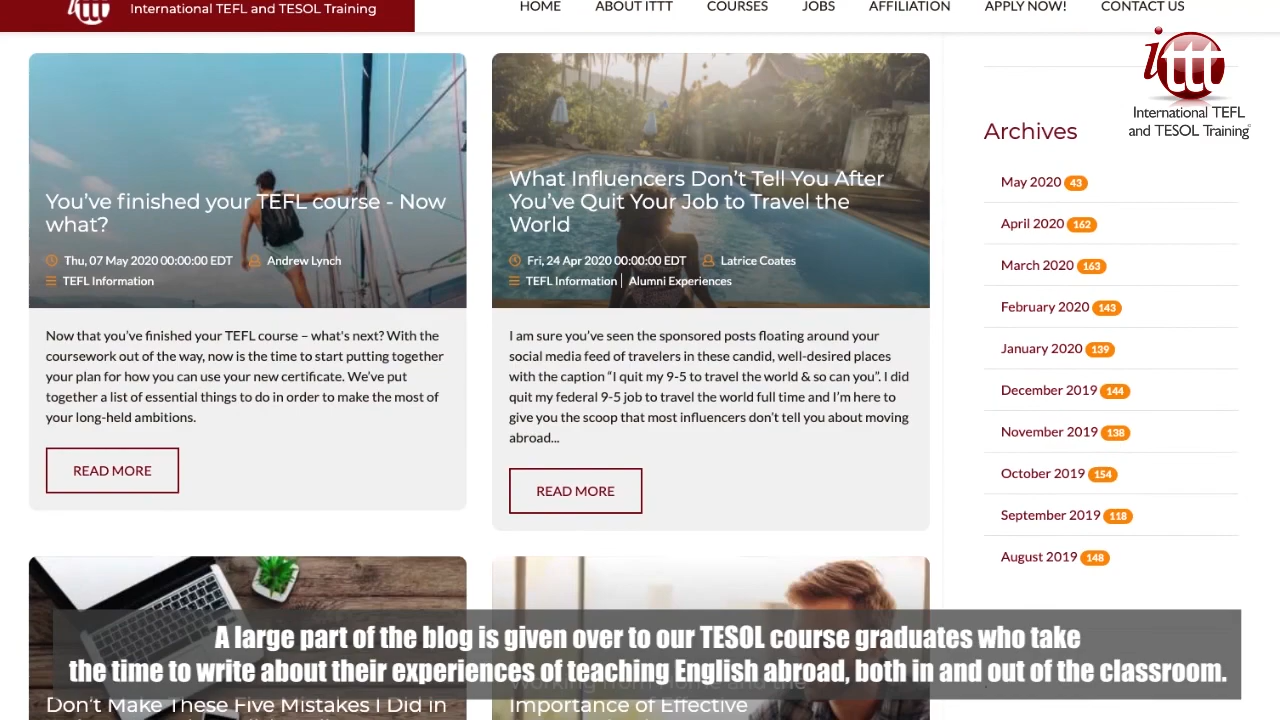 International TEFL and TESOL Training
HOME ABOUT ITTT COURSES JOBS AFFILIATION APPLY NOW! CONTACT US
ittt
International TEFL
and TESOL Training
You’ve finished your TEFL course - Now
what?
Thu, 07 May 2020 00:00:00 EDT Andrew Lynch
TEFL Information
Now that you’ve finished your TEFL course – what's next? With the
coursework out of the way, now is the time to start putting together
your plan for how you can use your new certificate. We’ve put
together a list of essential things to do in order to make the most of
your long-held ambitions.
READ MORE
What Influencers Don’t Tell You After
You’ve Quit Your Job to Travel the
World
Fri, 24 Apr 2020 00:00:00 EDT Latrice Coates
TEFL Information | Alumni Experiences
I am sure you’ve seen the sponsored posts floating around your
social media feed of travelers in these candid, well-desired places
with the caption “I quit my 9-5 to travel the world & so can you”. I did
quit my federal 9-5 job to travel the world full time and I’m here to
give you the scoop that most influencers don’t tell you about moving
abroad...
READ MORE
Archives
May 2020 43
April 2020 162
March 2020 163
February 2020 143
January 2020 139
December 2019 144
November 2019 138
October 2019 154
September 2019 118
August 2019 148
A large part of the blog is given over to our TESOL course graduates who take
the time to write about their experiences of teaching English abroad, both in and out of the classroom.
Don’t Make These Five Mistakes I Did in
Working from Home and the
Importance of Effective